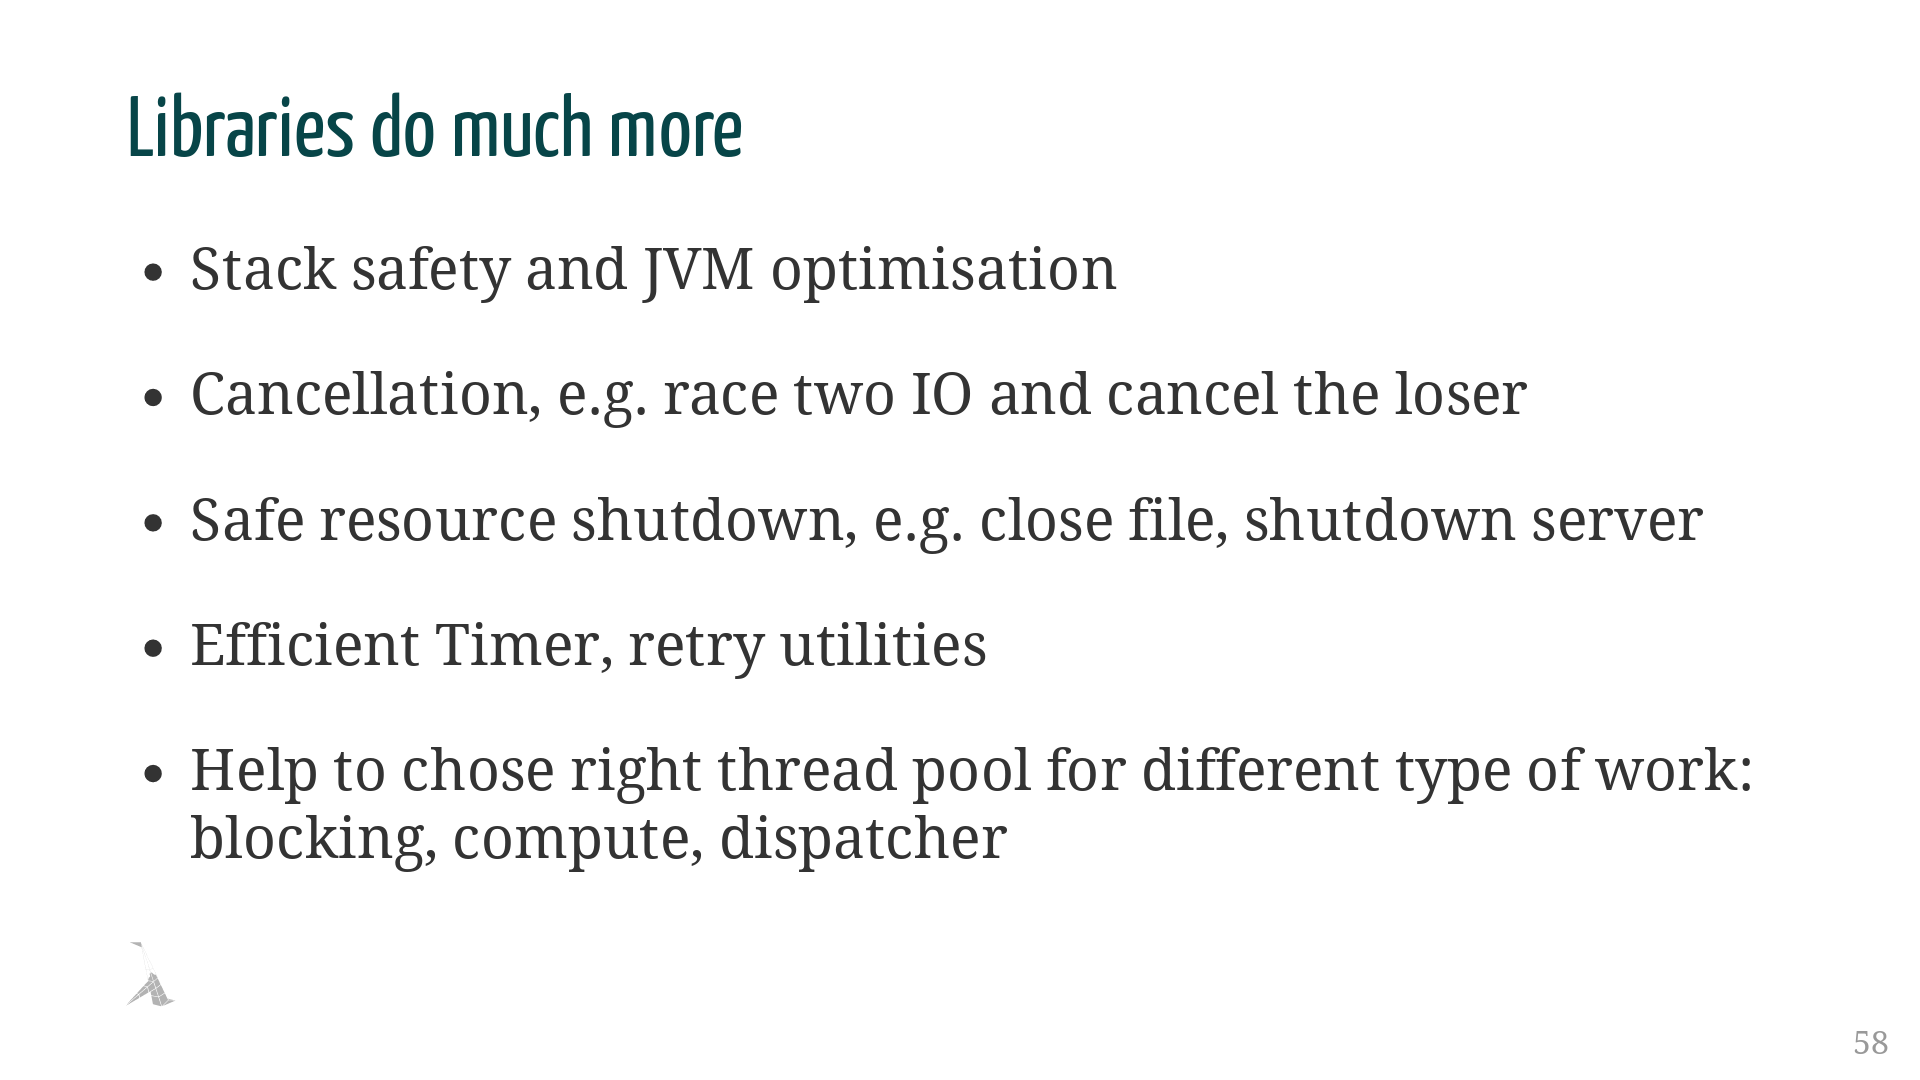 Libraries do much more
• Stack safety and JVM optimisation
• Cancellation, e.g. race two IO and cancel the loser
• Safe resource shutdown, e.g. close file, shutdown server
• Efficient Timer, retry utilities
• Help to chose right thread pool for different type of work:
blocking, compute, dispatcher
58